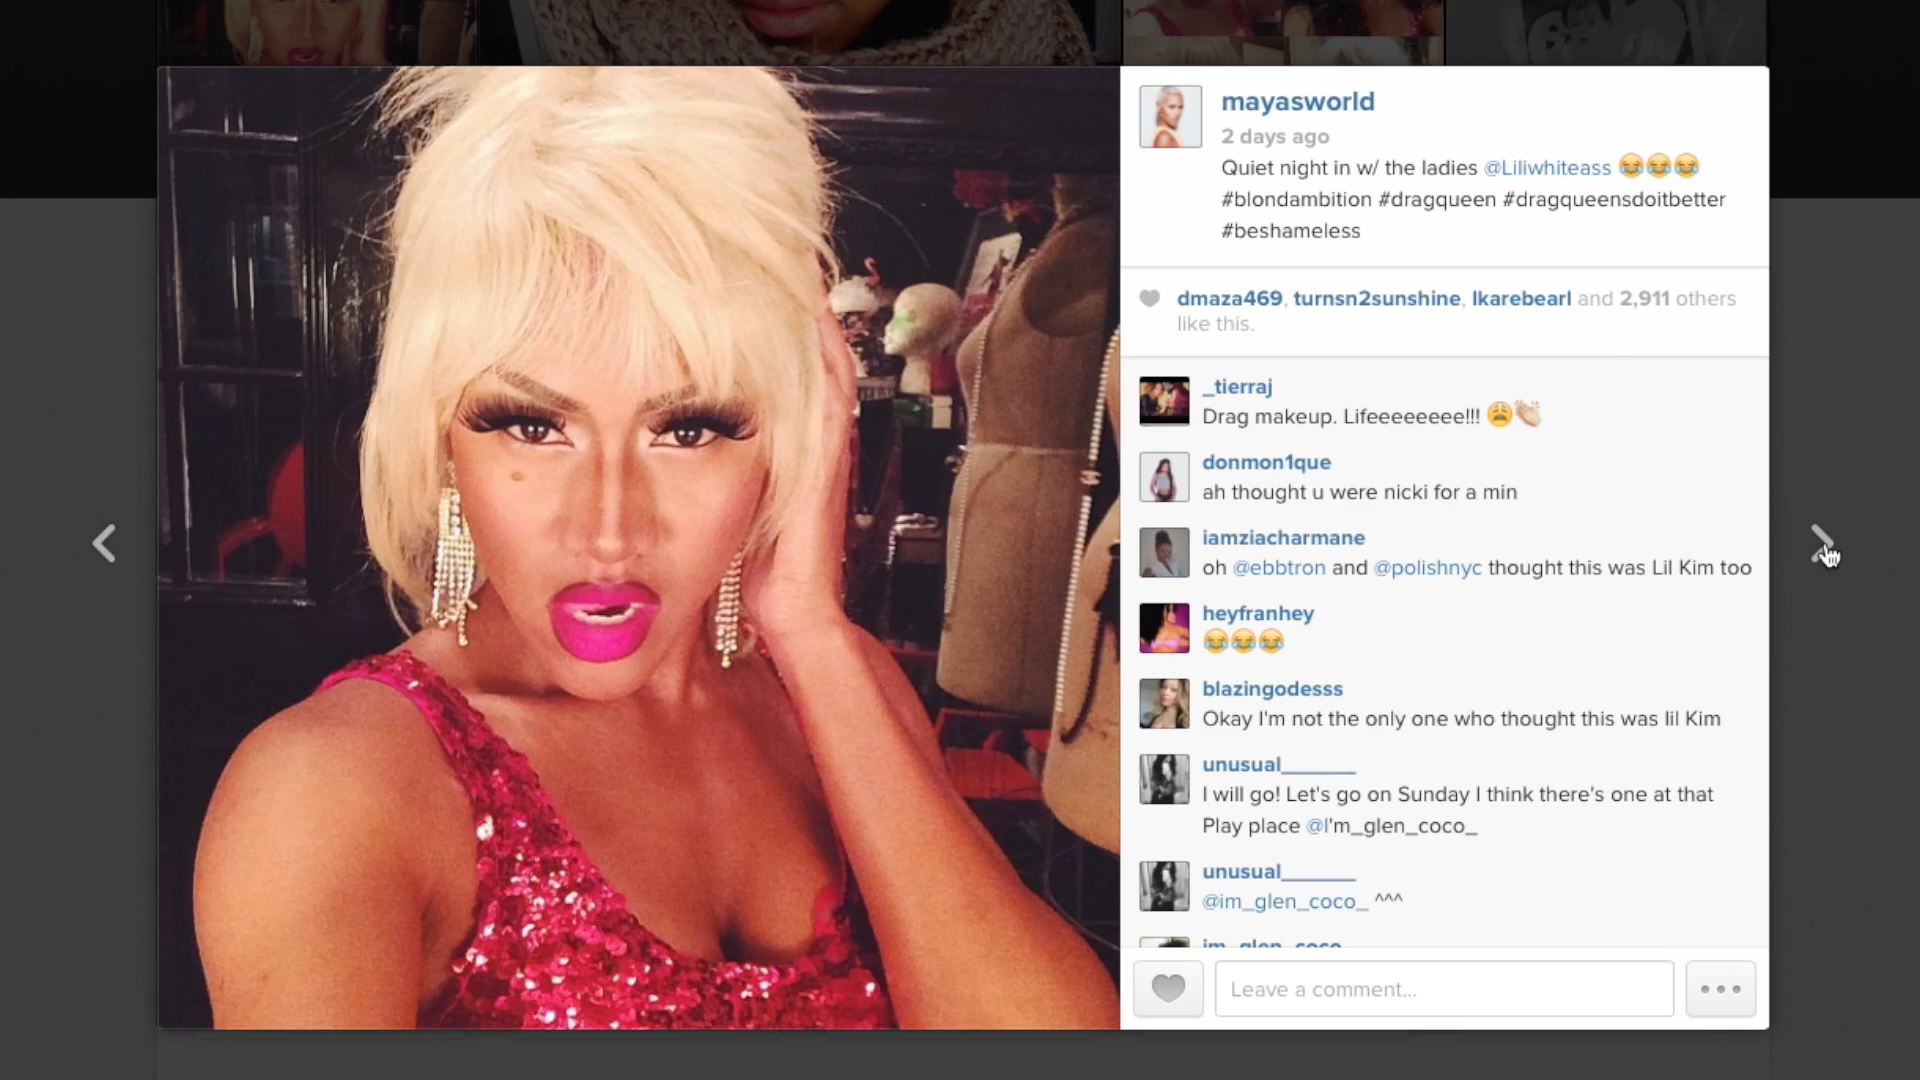 mayasworld
2 days ago
Quiet night in w/ the ladies @Liliwhiteass 😂😂😂
#blondambition #dragqueen #dragqueensdoitbetter
#beshameless
dmaza469, turnsn2sunshine, lkarebearl and 2,911 others
like this.
_tierraj
Drag makeup. Lifeeeeeeee!!! 😩👏
donmon1que
ah thought u were nicki for a min
iamziacharmane
oh @ebbtron and @polishnyc thought this was Lil Kim too
heyfranhey
😂😂😂
blazingodesss
Okay I'm not the only one who thought this was lil Kim
unusual______
I will go! Let's go on Sunday I think there's one at that
Play place @I'm_glen_coco_
unusual______
@im_glen_coco_ ^^^
im_glen_coco_
Leave a comment...